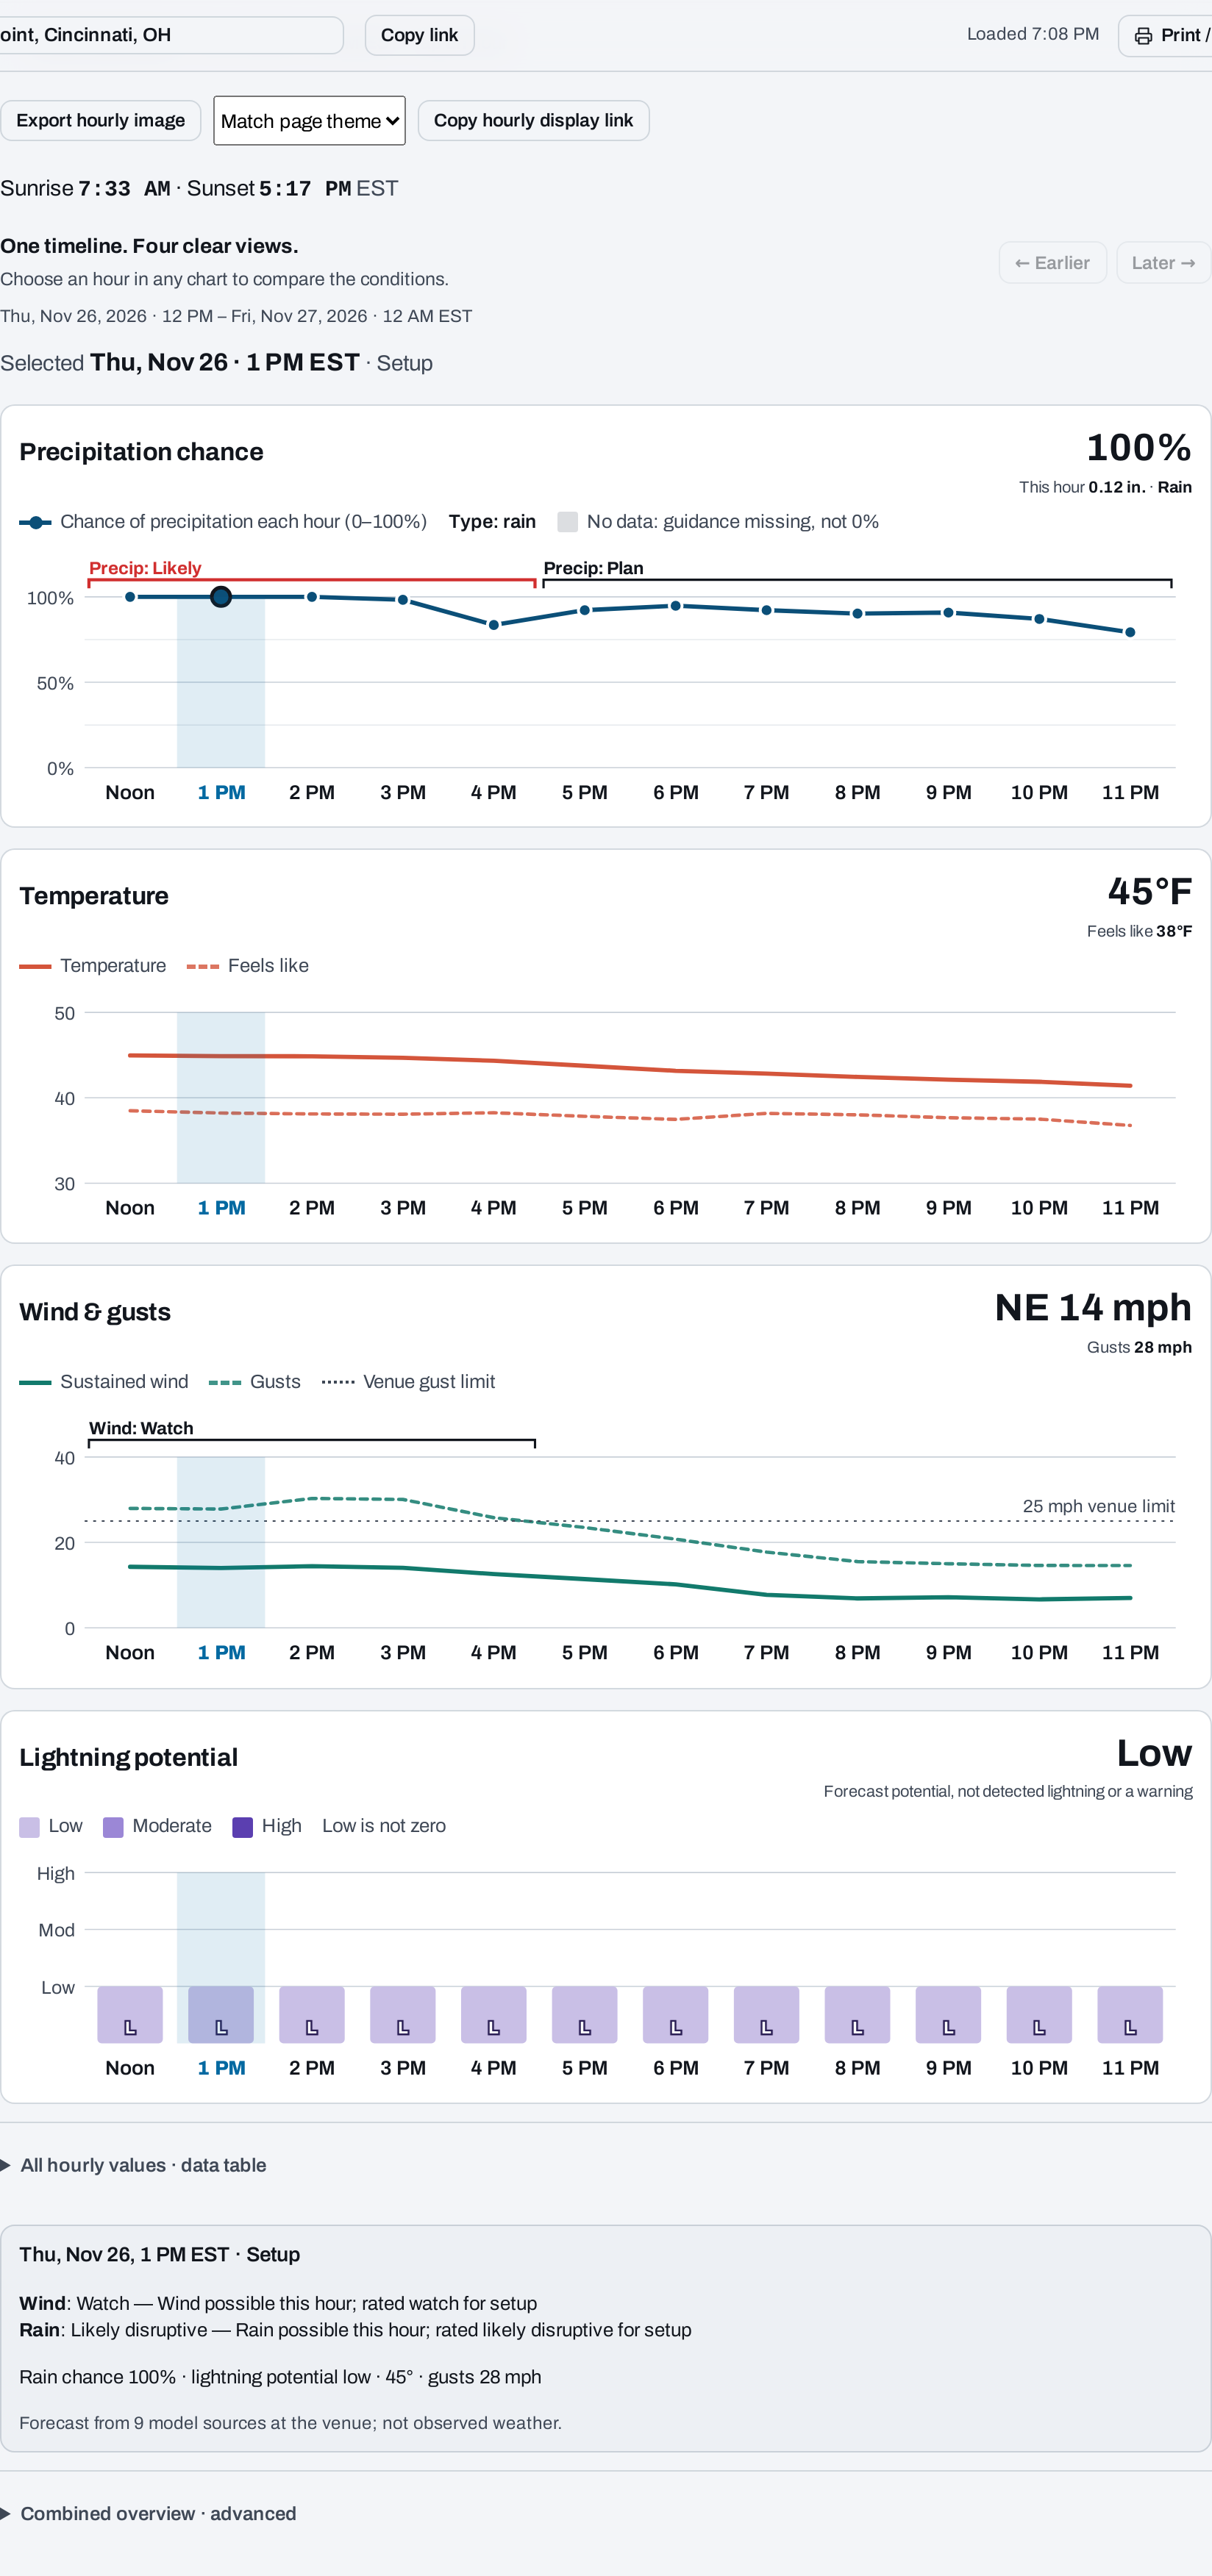 oint, Cincinnati, OH Copy link Loaded 7:08 PM Print /
Export hourly image Match page theme Copy hourly display link
Sunrise 7:33 AM · Sunset 5:17 PM EST
One timeline. Four clear views.
← Earlier Later →
Choose an hour in any chart to compare the conditions.
Thu, Nov 26, 2026 · 12 PM – Fri, Nov 27, 2026 · 12 AM EST
Selected Thu, Nov 26 · 1 PM EST · Setup
Precipitation chance 100%
This hour 0.12 in. · Rain
Chance of precipitation each hour (0–100%) Type: rain No data: guidance missing, not 0%
Precip: Likely Precip: Plan
100%
50%
0%
Noon 1 PM 2 PM 3 PM 4 PM 5 PM 6 PM 7 PM 8 PM 9 PM 10 PM 11 PM
Temperature 45°F
Feels like 38°F
Temperature Feels like
50
40
30
Noon 1 PM 2 PM 3 PM 4 PM 5 PM 6 PM 7 PM 8 PM 9 PM 10 PM 11 PM
Wind & gusts NE 14 mph
Gusts 28 mph
Sustained wind Gusts Venue gust limit
Wind: Watch
40
25 mph venue limit
20
0
Noon 1 PM 2 PM 3 PM 4 PM 5 PM 6 PM 7 PM 8 PM 9 PM 10 PM 11 PM
Lightning potential Low
Forecast potential, not detected lightning or a warning
Low Moderate High Low is not zero
High
Mod
Low
L L L L L L L L L L L L
Noon 1 PM 2 PM 3 PM 4 PM 5 PM 6 PM 7 PM 8 PM 9 PM 10 PM 11 PM
All hourly values · data table
Thu, Nov 26, 1 PM EST · Setup
Wind: Watch — Wind possible this hour; rated watch for setup
Rain: Likely disruptive — Rain possible this hour; rated likely disruptive for setup
Rain chance 100% · lightning potential low · 45° · gusts 28 mph
Forecast from 9 model sources at the venue; not observed weather.
Combined overview · advanced